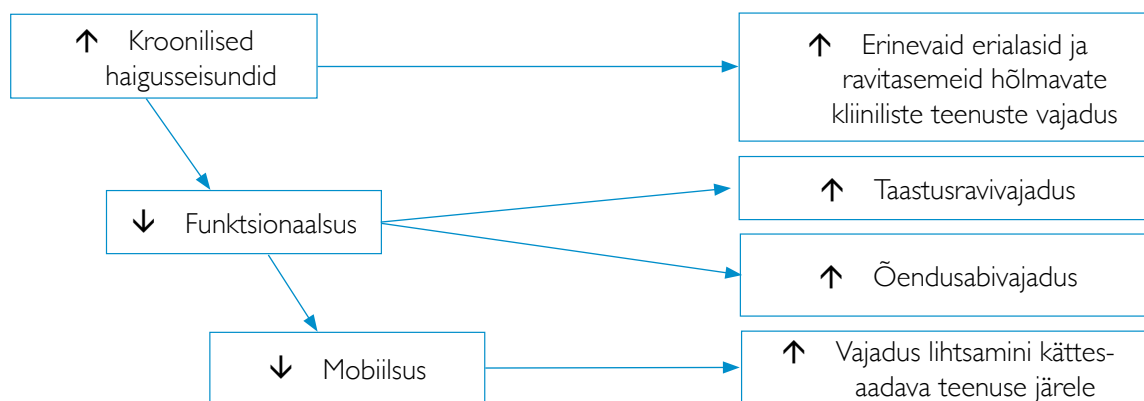 ↑ Kroonilised
haigusseisundid
↑ Erinevaid erialasid ja
ravitasemeid hõlmavate
kliiniliste teenuste vajadus
↓ Funktsionaalsus
↑ Taastusravivajadus
↑ Õendusabivajadus
↓ Mobiilsus
↑ Vajadus lihtsamini kättes-
aadava teenuse järele